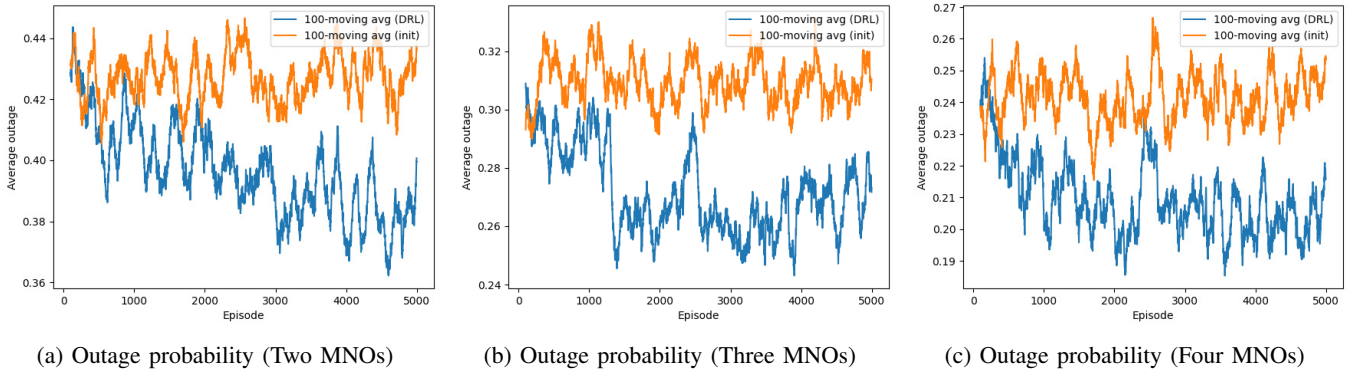 100-moving avg (DRL)
100-moving avg (init)
0.44
0.42
0.40
0.38
0.36
Average outage
0 1000 2000 3000 4000 5000
Episode
(a) Outage probability (Two MNOs)
100-moving avg (DRL)
100-moving avg (init)
0.32
0.30
0.28
0.26
0.24
Average outage
0 1000 2000 3000 4000 5000
Episode
(b) Outage probability (Three MNOs)
100-moving avg (DRL)
100-moving avg (init)
0.27
0.26
0.25
0.24
0.23
0.22
0.21
0.20
0.19
Average outage
0 1000 2000 3000 4000 5000
Episode
(c) Outage probability (Four MNOs)